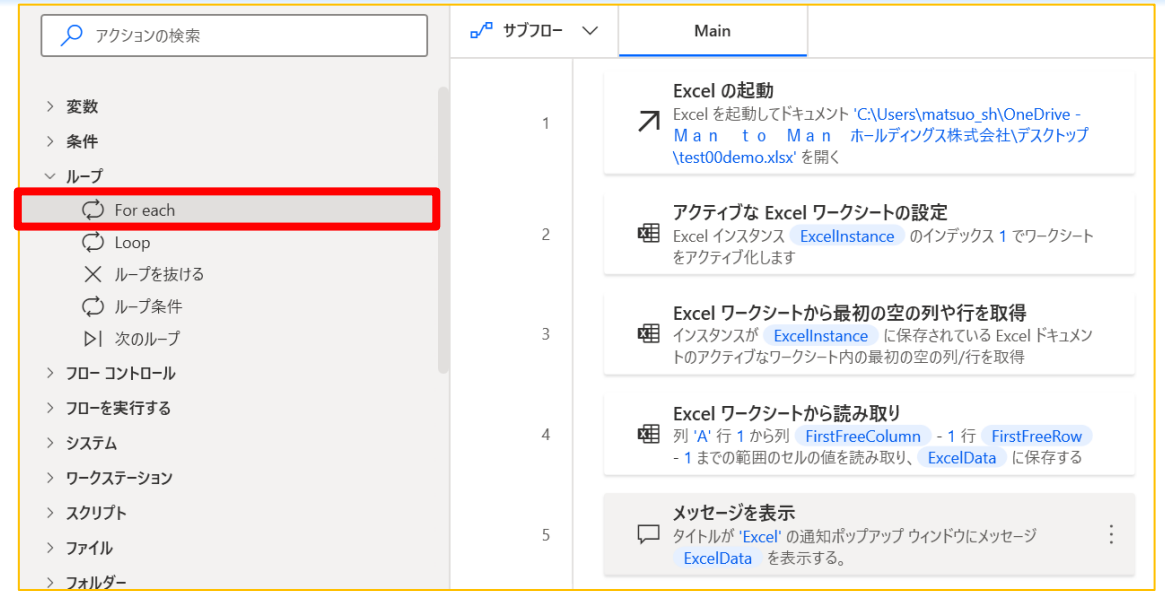 アクションの検索
変数
条件
ループ
For each
Loop
ループを抜ける
ループ条件
次のループ
フロー コントロール
フローを実行する
システム
ワークステーション
スクリプト
ファイル
フォルダー
サブフロー
Main
1
Excel の起動
Excel を起動してドキュメント 'C:\Users\matsuo_sh\OneDrive -
Ｍａｎ　ｔｏ　Ｍａｎ　ホールディングス株式会社\デスクトップ
\test00demo.xlsx' を開く
2
アクティブな Excel ワークシートの設定
Excel インスタンス ExcelInstance のインデックス 1 でワークシート
をアクティブ化します
3
Excel ワークシートから最初の空の列や行を取得
インスタンスが ExcelInstance に保存されている Excel ドキュメン
トのアクティブなワークシート内の最初の空の列/行を取得
4
Excel ワークシートから読み取り
列 'A' 行 1 から列 FirstFreeColumn - 1 行 FirstFreeRow
- 1 までの範囲のセルの値を読み取り、 ExcelData に保存する
5
メッセージを表示
タイトルが 'Excel' の通知ポップアップ ウィンドウにメッセージ
ExcelData を表示する。